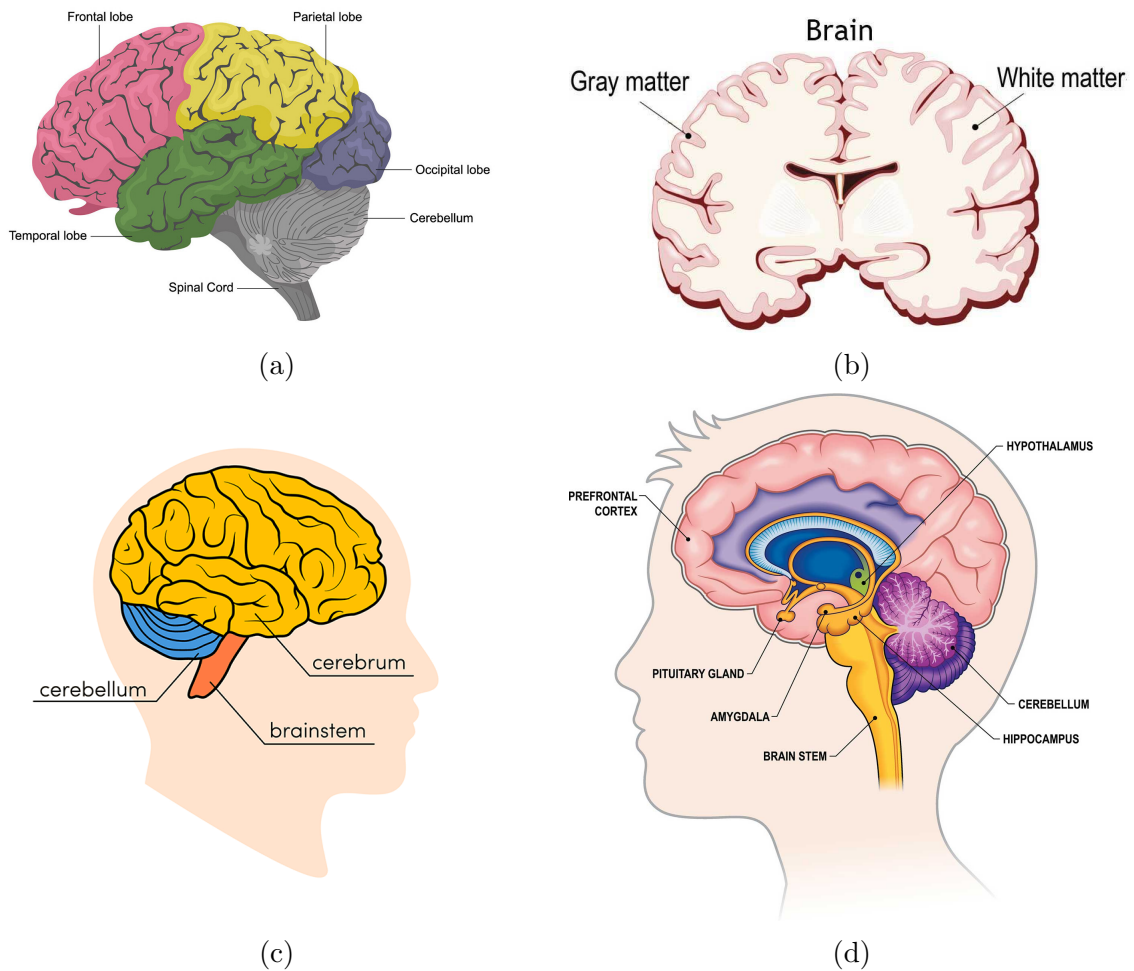 Frontal lobe
Parietal lobe
Occipital lobe
Cerebellum
Temporal lobe
Spinal Cord
(a)
Brain
Gray matter
White matter
(b)
cerebrum
cerebellum
brainstem
(c)
HYPOTHALAMUS
PREFRONTAL
CORTEX
PITUITARY GLAND
AMYGDALA
BRAIN STEM
CEREBELLUM
HIPPOCAMPUS
(d)